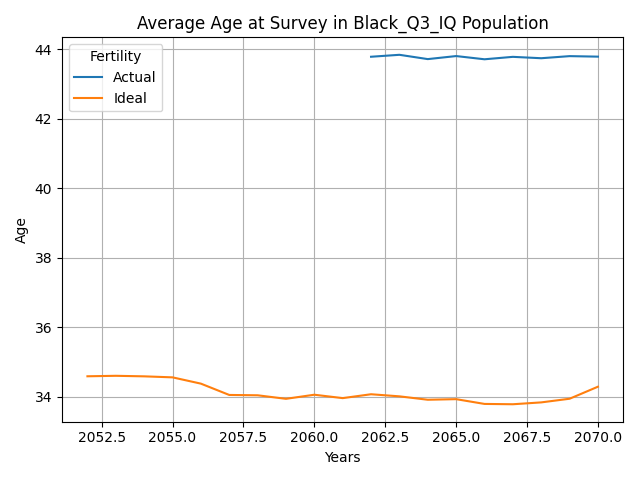 Average Age at Survey in Black_Q3_IQ Population
Fertility
Actual
Ideal
44
42
40
38
36
34
Age
2052.5 2055.0 2057.5 2060.0 2062.5 2065.0 2067.5 2070.0
Years